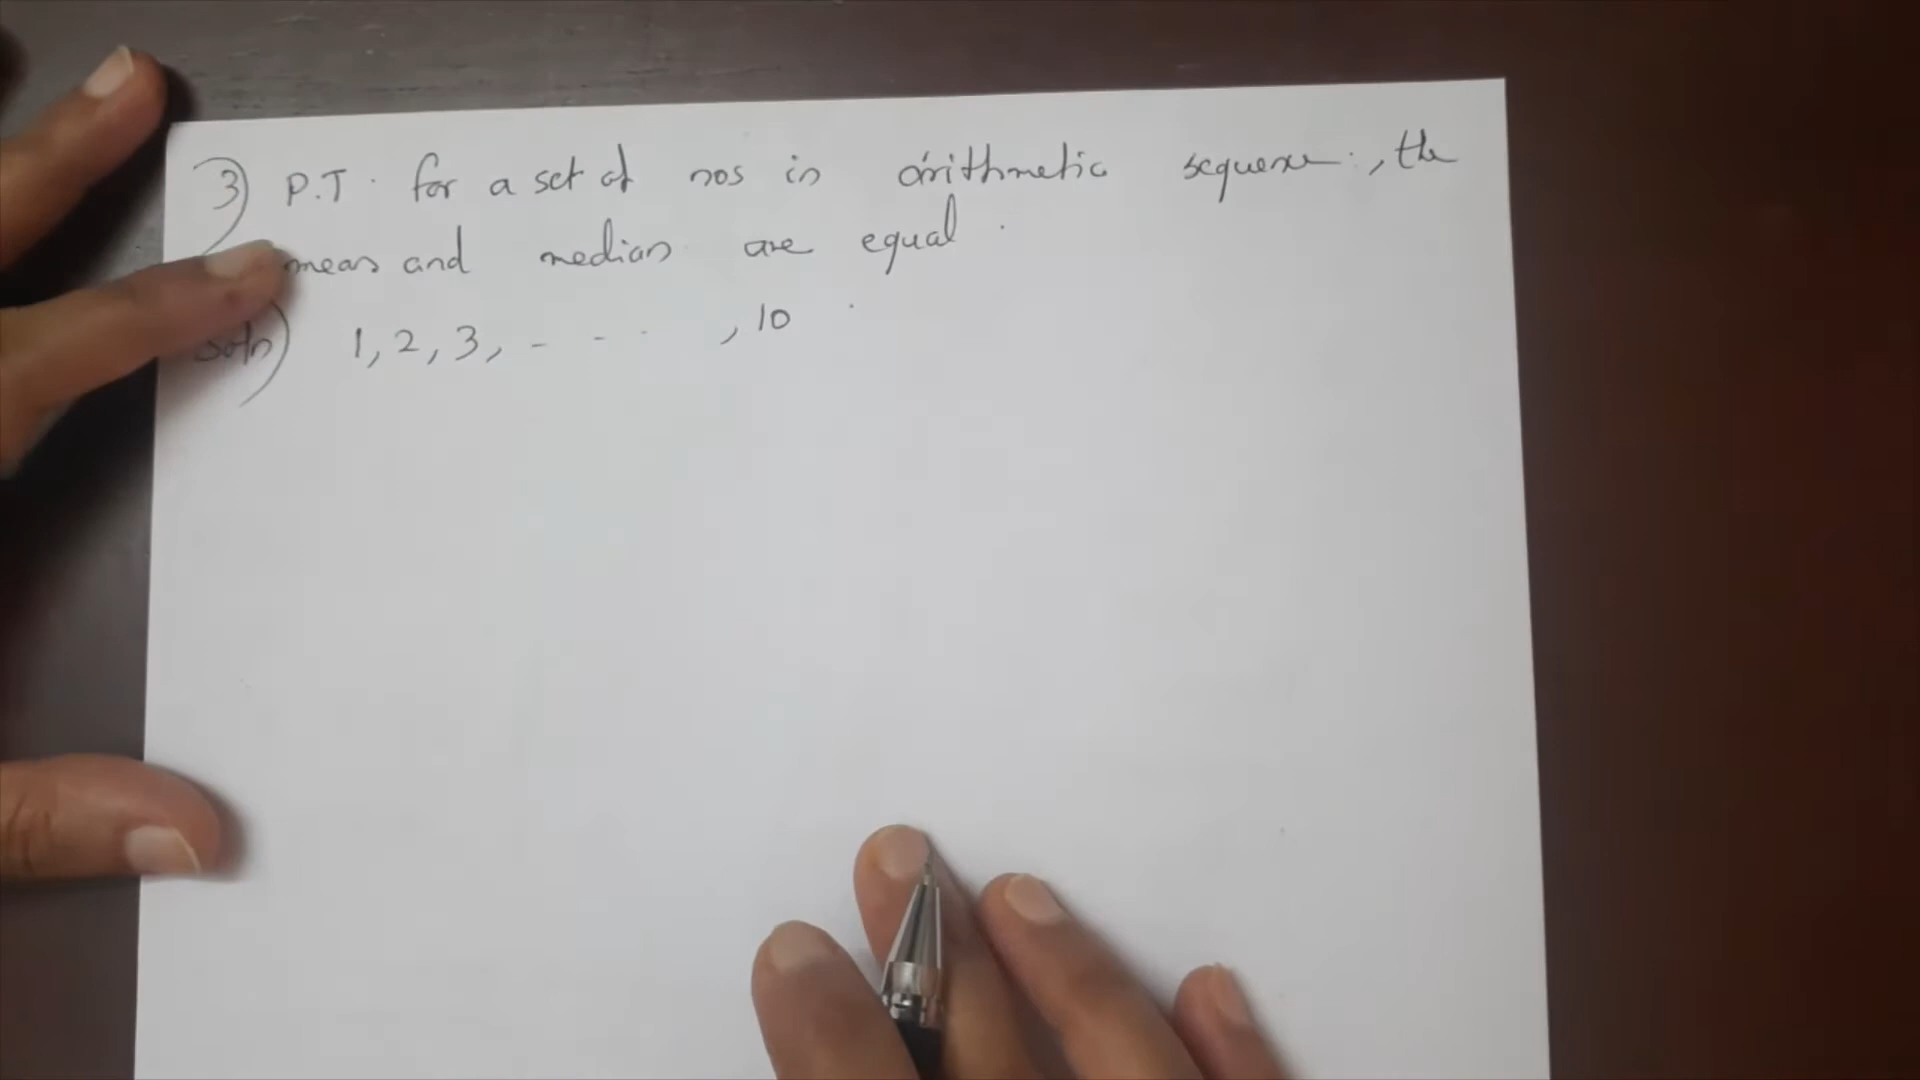 3) P.T. for a set of nos in arithmetic sequence, the
mean and median are equal.
Soln) 1, 2, 3, - - - , 10